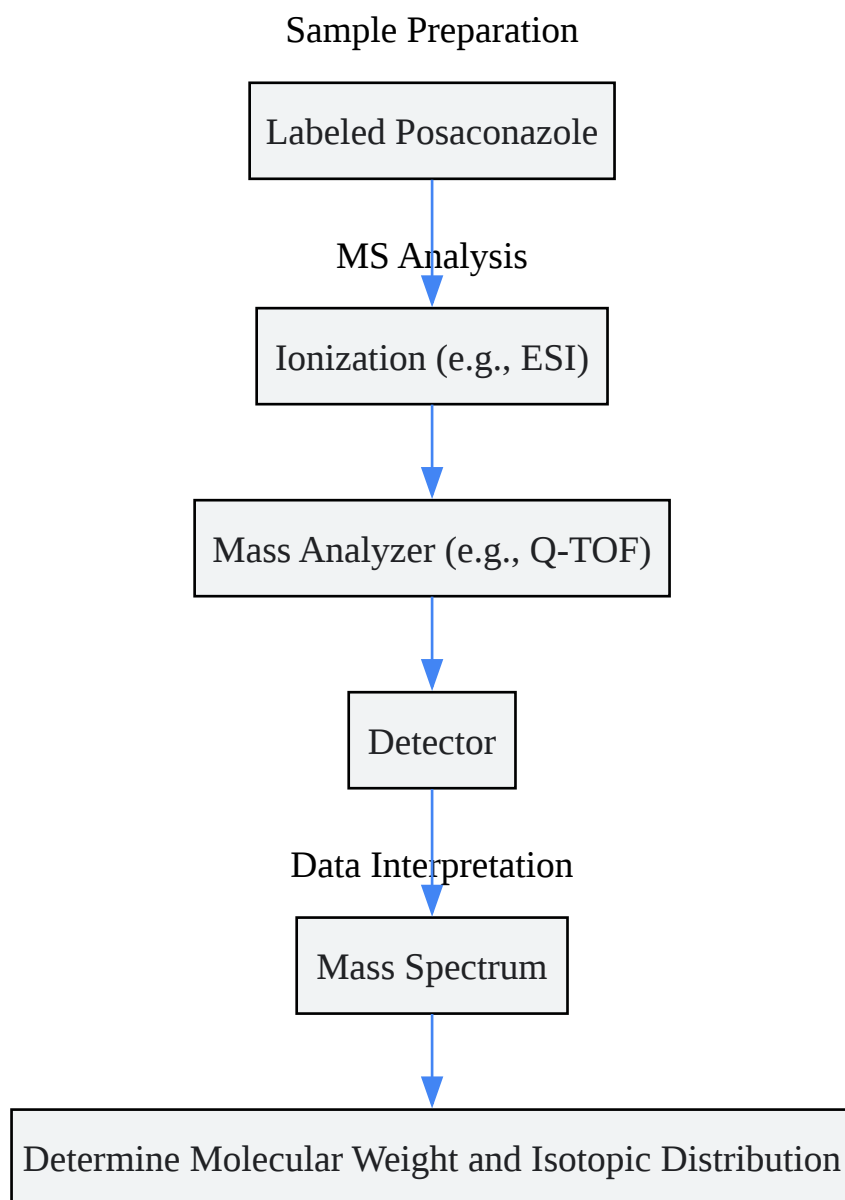 Sample Preparation
Labeled Posaconazole
MS Analysis
Ionization (e.g., ESI)
Mass Analyzer (e.g., Q-TOF)
Detector
Data Interpretation
Mass Spectrum
Determine Molecular Weight and Isotopic Distribution